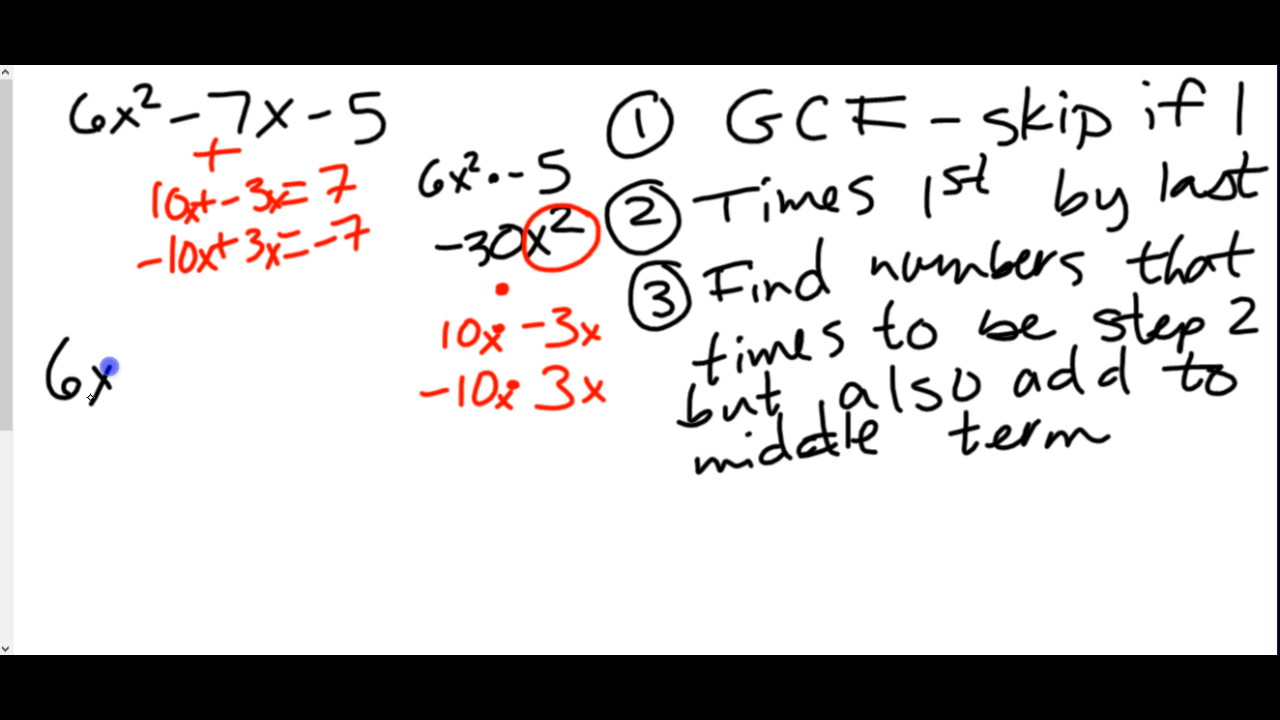 6x² - 7x - 5
+
10x + - 3x = 7
-10x + 3x = -7
6x² · - 5
-30x²
·
10x · -3x
-10x · 3x
6x
① GCF - skip if 1
② Times 1st by last
③ Find numbers that
times to be step 2
but also add to
middle term